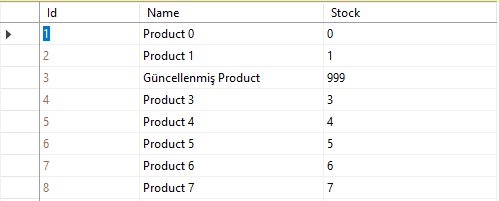 Id Name Stock
1 Product 0 0
2 Product 1 1
3 Güncellenmiş Product 999
4 Product 3 3
5 Product 4 4
6 Product 5 5
7 Product 6 6
8 Product 7 7